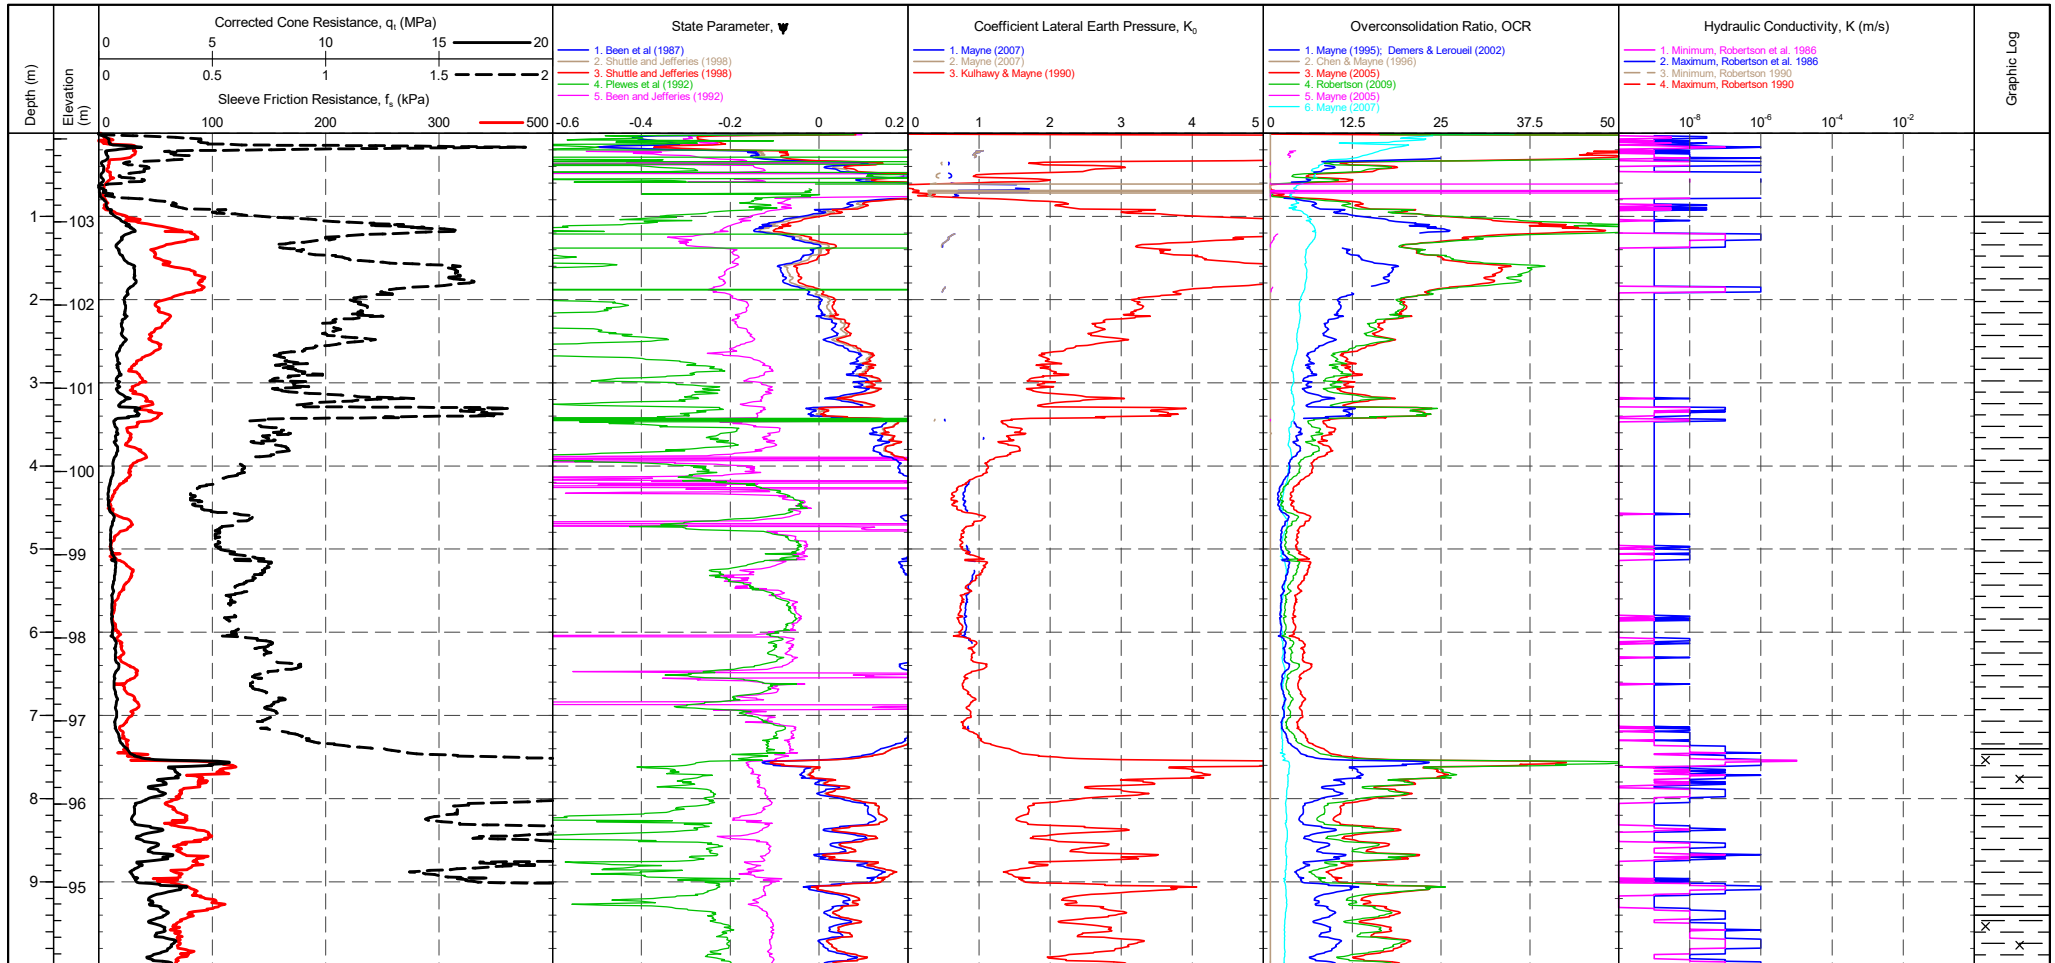 Corrected Cone Resistance, qt (MPa)
0 5 10 15 20
0 0.5 1 1.5 2
Sleeve Friction Resistance, fs (kPa)
0 100 200 300 500
Depth (m)
Elevation (m)
State Parameter, ψ
1. Been et al (1987)
2. Shuttle and Jefferies (1998)
3. Shuttle and Jefferies (1998)
4. Plewes et al (1992)
5. Been and Jefferies (1992)
-0.6 -0.4 -0.2 0 0.2
Coefficient Lateral Earth Pressure, K0
1. Mayne (2007)
2. Mayne (2007)
3. Kulhawy & Mayne (1990)
0 1 2 3 4 5
Overconsolidation Ratio, OCR
1. Mayne (1995); Demers & Leroueil (2002)
2. Chen & Mayne (1996)
3. Mayne (2005)
4. Robertson (2009)
5. Mayne (2005)
6. Mayne (2007)
0 12.5 25 37.5 50
Hydraulic Conductivity, K (m/s)
1. Minimum, Robertson et al. 1986
2. Maximum, Robertson et al. 1986
3. Minimum, Robertson 1990
4. Maximum, Robertson 1990
10-8 10-6 10-4 10-2
Graphic Log
1 103
2 102
3 101
4 100
5 99
6 98
7 97
8 96
9 95